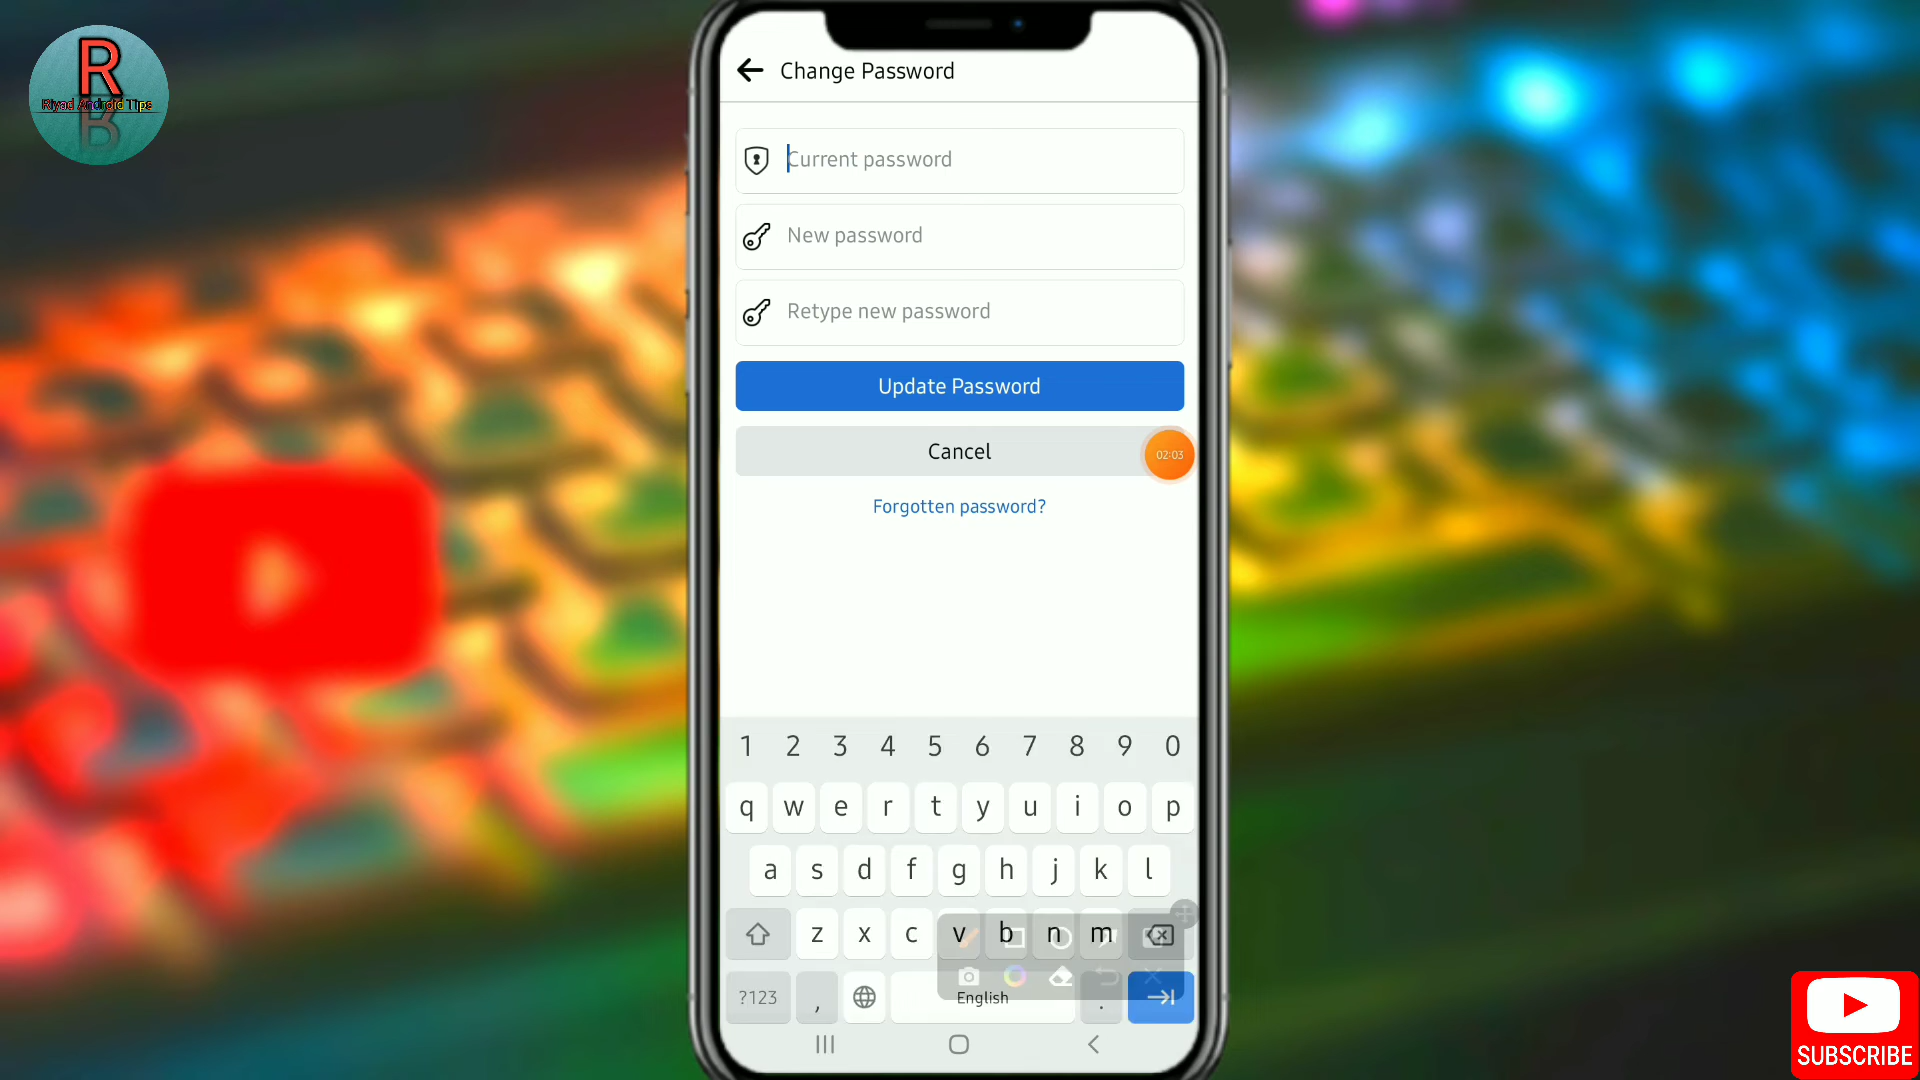 R
Riyad Android Tips
Change Password
Current password
New password
Retype new password
Update Password
Cancel
02:03
Forgotten password?
1 2 3 4 5 6 7 8 9 0
q w e r t y u i o p
a s d f g h j k l
z x c v b n m
?123 , English .
SUBSCRIBE